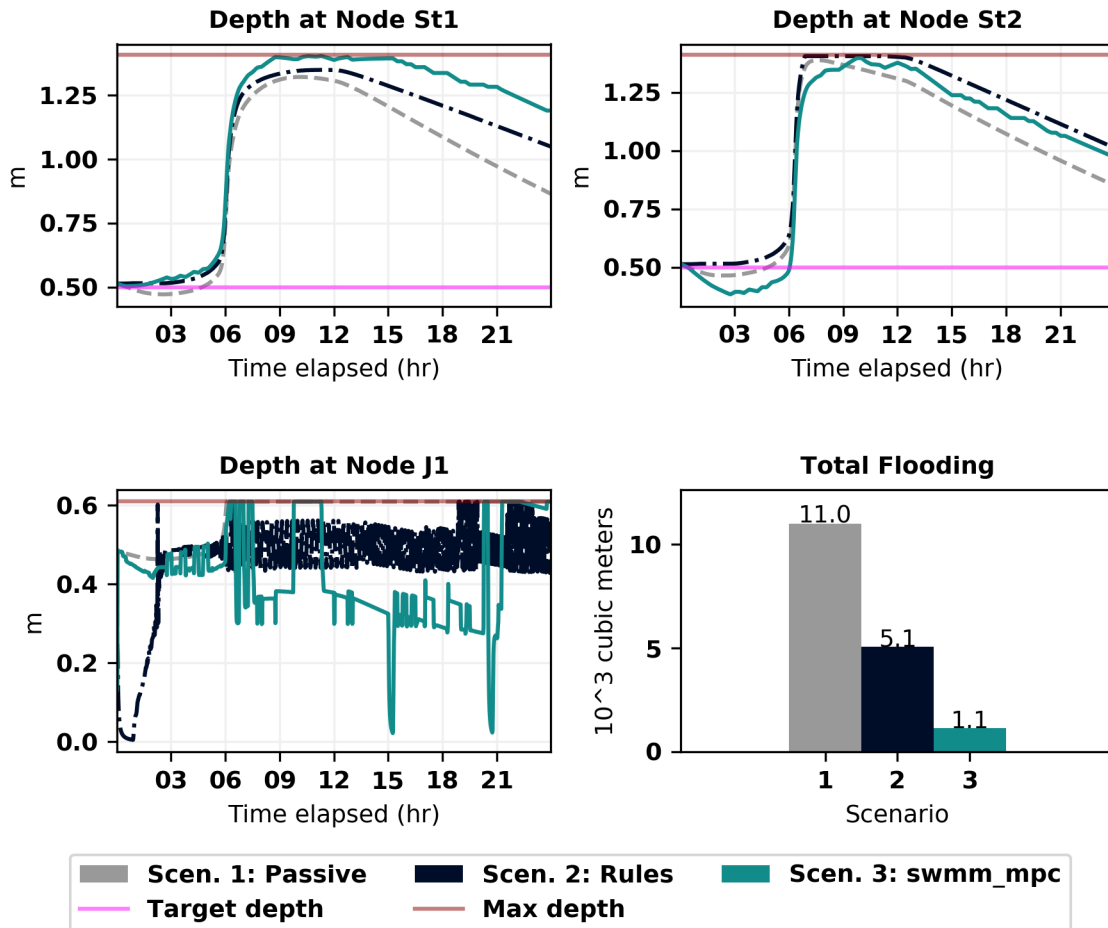 Depth at Node St1
1.25
1.00
0.75
0.50
m
03 06 09 12 15 18 21
Time elapsed (hr)
Depth at Node St2
1.25
1.00
0.75
0.50
m
03 06 09 12 15 18 21
Time elapsed (hr)
Depth at Node J1
0.6
0.4
0.2
0.0
m
03 06 09 12 15 18 21
Time elapsed (hr)
Total Flooding
10
5
0
10^3 cubic meters
11.0
5.1
1.1
1 2 3
Scenario
Scen. 1: Passive Scen. 2: Rules Scen. 3: swmm_mpc
Target depth Max depth